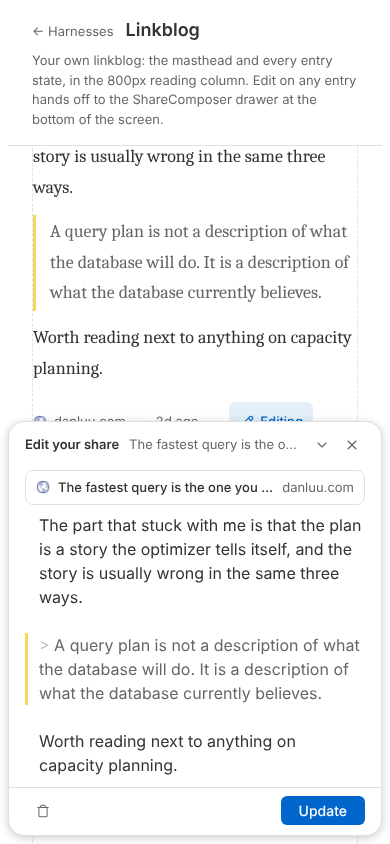 ← Harnesses Linkblog
Your own linkblog: the masthead and every entry
state, in the 800px reading column. Edit on any entry
hands off to the ShareComposer drawer at the
bottom of the screen.
story is usually wrong in the same three
ways.
A query plan is not a description of what
the database will do. It is a description of
what the database currently believes.
Worth reading next to anything on capacity
planning.
danluu.com · 2d ago Editing
Edit your share The fastest query is the o...
The fastest query is the one you ... danluu.com
The part that stuck with me is that the plan
is a story the optimizer tells itself, and the
story is usually wrong in the same three
ways.
> A query plan is not a description of what
the database will do. It is a description of
what the database currently believes.
Worth reading next to anything on
capacity planning.
Update